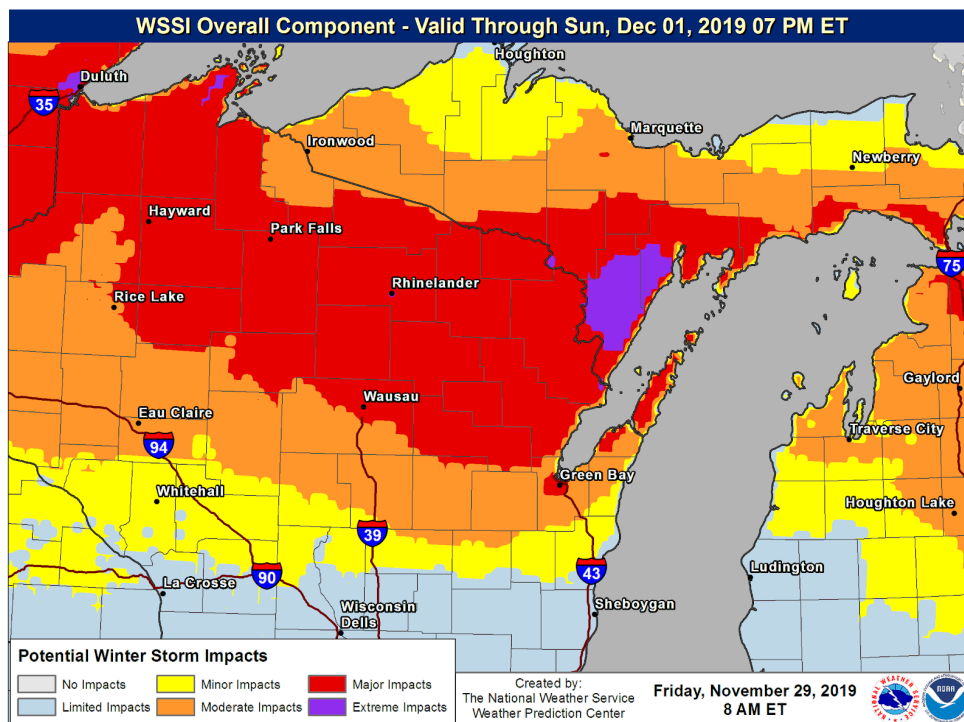 WSSI Overall Component - Valid Through Sun, Dec 01, 2019 07 PM ET
Houghton
Duluth
35
Marquette
Ironwood
Newberry
Hayward
Park Falls
75
Rhinelander
Rice Lake
Gaylord
Wausau
Eau Claire
Traverse City
94
Green Bay
Whitehall
Houghton Lake
39
Ludington
43
90
La Crosse
Sheboygan
Wisconsin
Dells
Potential Winter Storm Impacts
No Impacts
Minor Impacts
Major Impacts
Limited Impacts
Moderate Impacts
Extreme Impacts
Created by:
The National Weather Service
Weather Prediction Center
Friday, November 29, 2019
8 AM ET
NATIONAL WEATHER SERVICE
NOAA